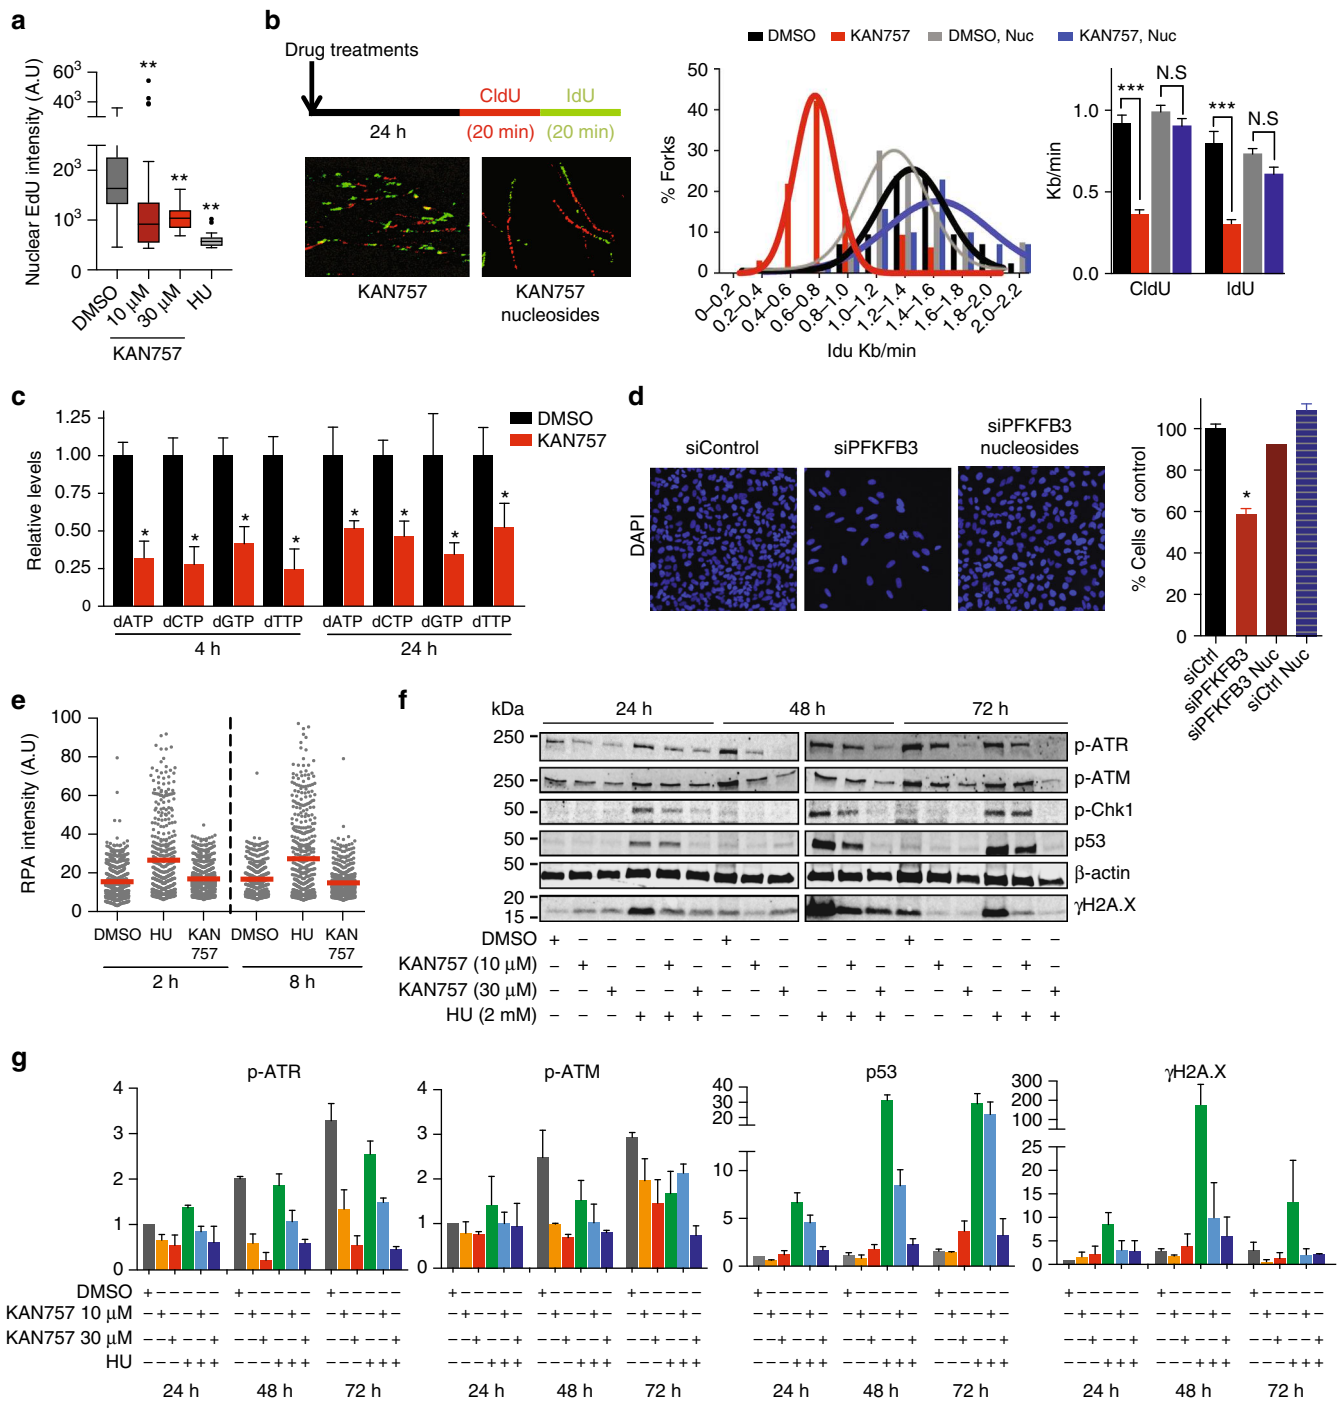 a
Nuclear EdU intensity (A.U)
60³
40³
20³
10³
0
DMSO
10 µM
30 µM
HU
KAN757
**
**
**
b
Drug treatments
CldU
IdU
24 h
(20 min)
(20 min)
KAN757
KAN757
nucleosides
DMSO
KAN757
DMSO, Nuc
KAN757, Nuc
% Forks
50
40
30
20
10
0
0–0.2
0.2–0.4
0.4–0.6
0.6–0.8
0.8–1.0
1.0–1.2
1.2–1.4
1.4–1.6
1.6–1.8
1.8–2.0
2.0–2.2
Idu Kb/min
Kb/min
1.0
0.5
0.0
***
N.S
***
N.S
CldU
IdU
c
Relative levels
1.25
1.00
0.75
0.50
0.25
0
DMSO
KAN757
* * * * * * * *
dATP dCTP dGTP dTTP dATP dCTP dGTP dTTP
4 h
24 h
d
siControl
siPFKFB3
siPFKFB3
nucleosides
DAPI
% Cells of control
100
80
60
40
20
0
*
siCtrl
siPFKFB3
siPFKFB3 Nuc
siCtrl Nuc
e
RPA intensity (A.U)
100
80
60
40
20
0
DMSO HU KAN DMSO HU KAN
757 757
2 h
8 h
f
kDa
24 h
48 h
72 h
250
p-ATR
250
p-ATM
50
p-Chk1
50
p53
50
β-actin
20
15
γH2A.X
DMSO + – – – – – + – – – – – + – – – – –
KAN757 (10 µM) – + – – + – – + – – + – – + – – + –
KAN757 (30 µM) – – + – – + – – + – – + – – + – – +
HU (2 mM) – – – + + + – – – + + + – – – + + +
g
p-ATR
4
3
2
1
0
p-ATM
4
3
2
1
0
p53
40
30
20
10
5
0
γH2A.X
300
200
100
25
20
15
10
5
0
DMSO +––––– +––––– +––––– +––––– +––––– +––––– +––––– +––––– +––––– +––––– +––––– +–––––
KAN757 10 µM –+––+– –+––+– –+––+– –+––+– –+––+– –+––+– –+––+– –+––+– –+––+– –+––+– –+––+– –+––+–
KAN757 30 µM ––+––+ ––+––+ ––+––+ ––+––+ ––+––+ ––+––+ ––+––+ ––+––+ ––+––+ ––+––+ ––+––+ ––+––+
HU –––+++ –––+++ –––+++ –––+++ –––+++ –––+++ –––+++ –––+++ –––+++ –––+++ –––+++ –––+++
24 h 48 h 72 h 24 h 48 h 72 h 24 h 48 h 72 h 24 h 48 h 72 h